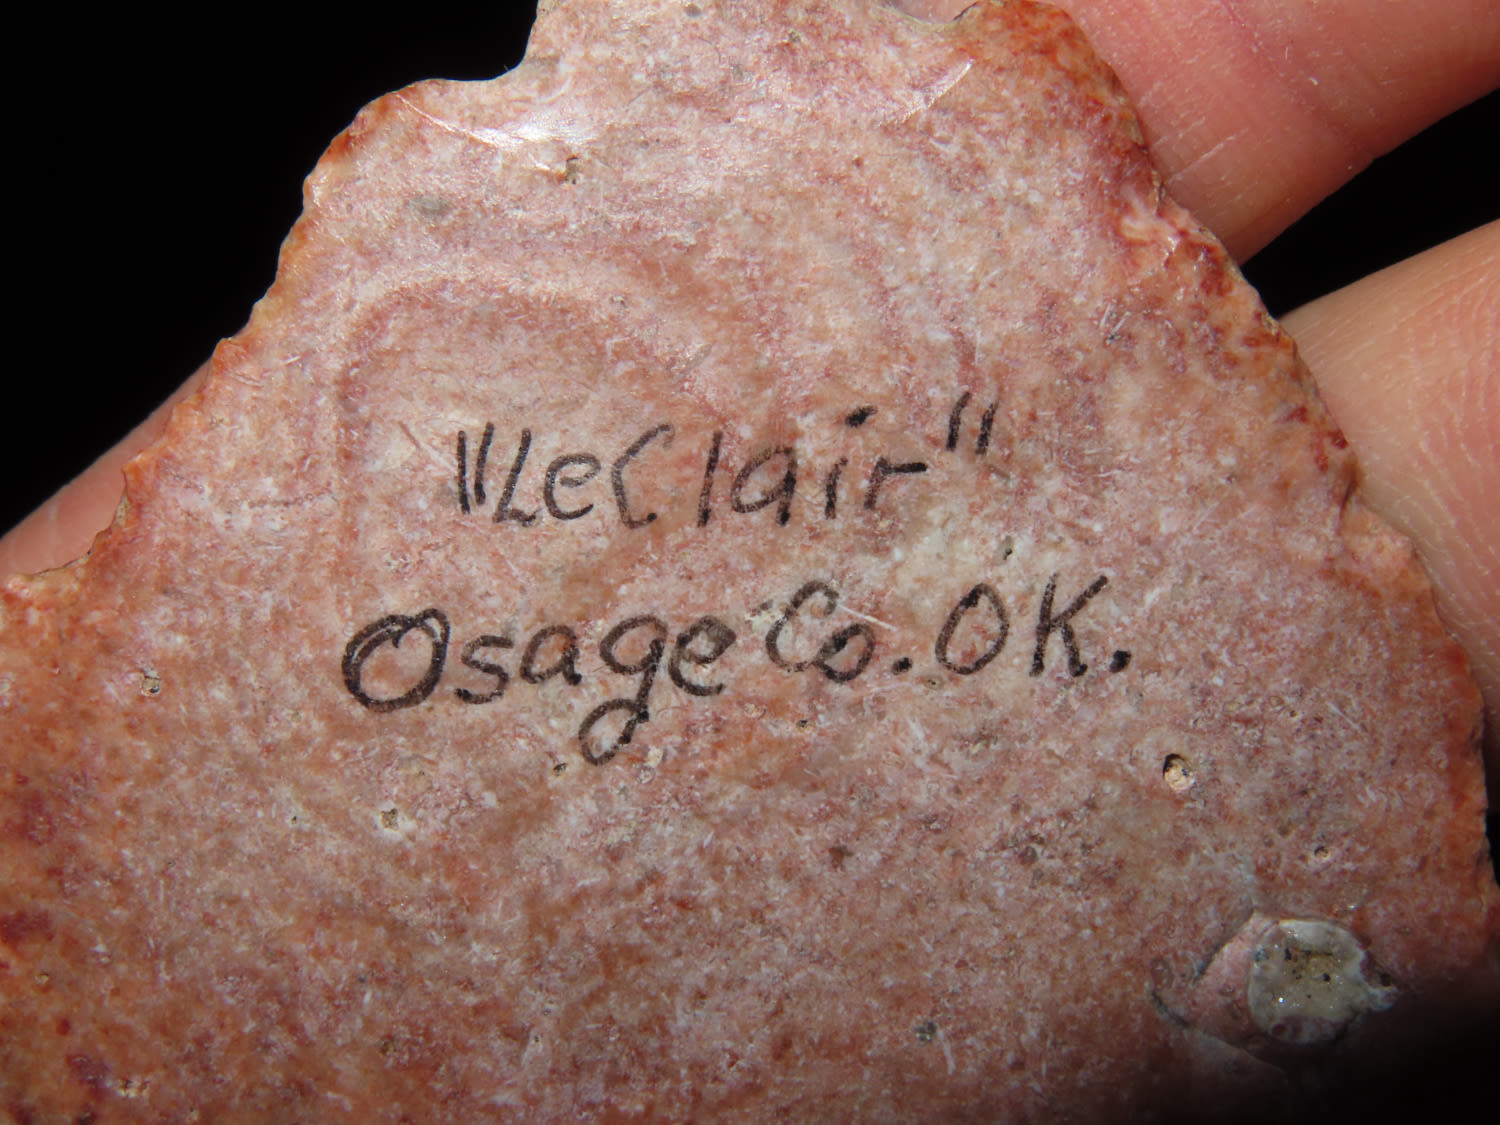 "LeClair"
Osage Co. OK.